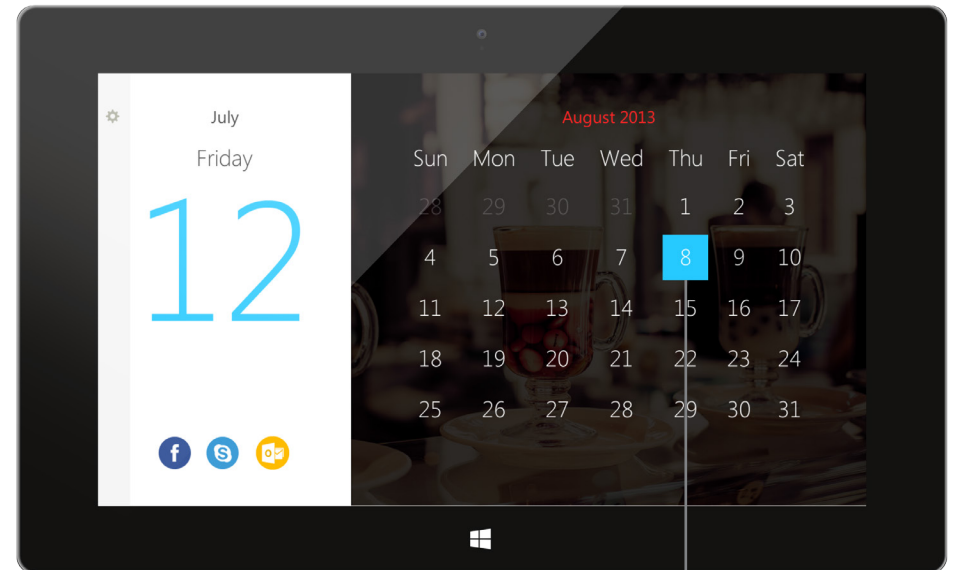 July
Friday
12
August 2013
Sun Mon Tue Wed Thu Fri Sat
28 29 30 31 1 2 3
4 5 6 7 8 9 10
11 12 13 14 15 16 17
18 19 20 21 22 23 24
25 26 27 28 29 30 31
f S o